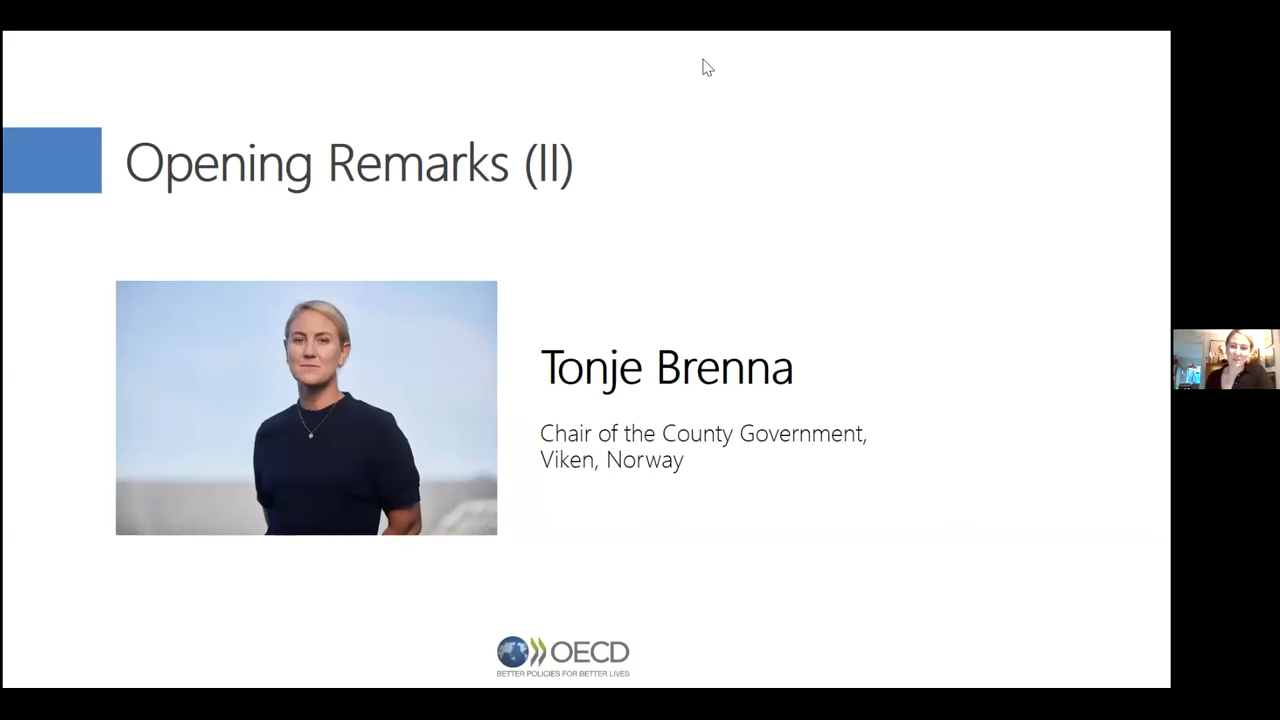 Opening Remarks (II)
Tonje Brenna
Chair of the County Government,
Viken, Norway
OECD
BETTER POLICIES FOR BETTER LIVES